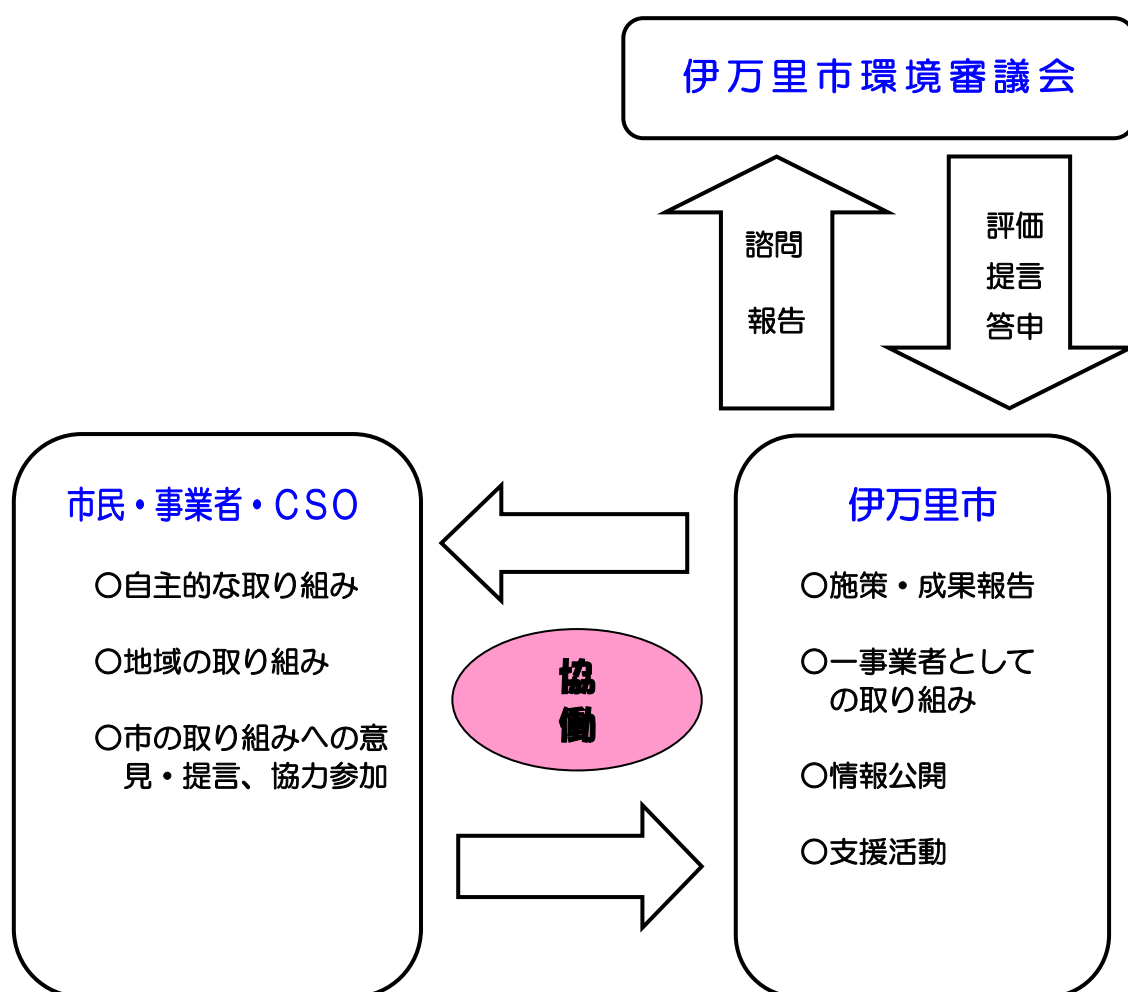 伊万里市環境審議会
諮問
報告
評価
提言
答申
市民・事業者・ＣＳＯ
○自主的な取り組み
○地域の取り組み
○市の取り組みへの意
見・提言、協力参加
協
働
伊万里市
○施策・成果報告
○一事業者として
の取り組み
○情報公開
○支援活動